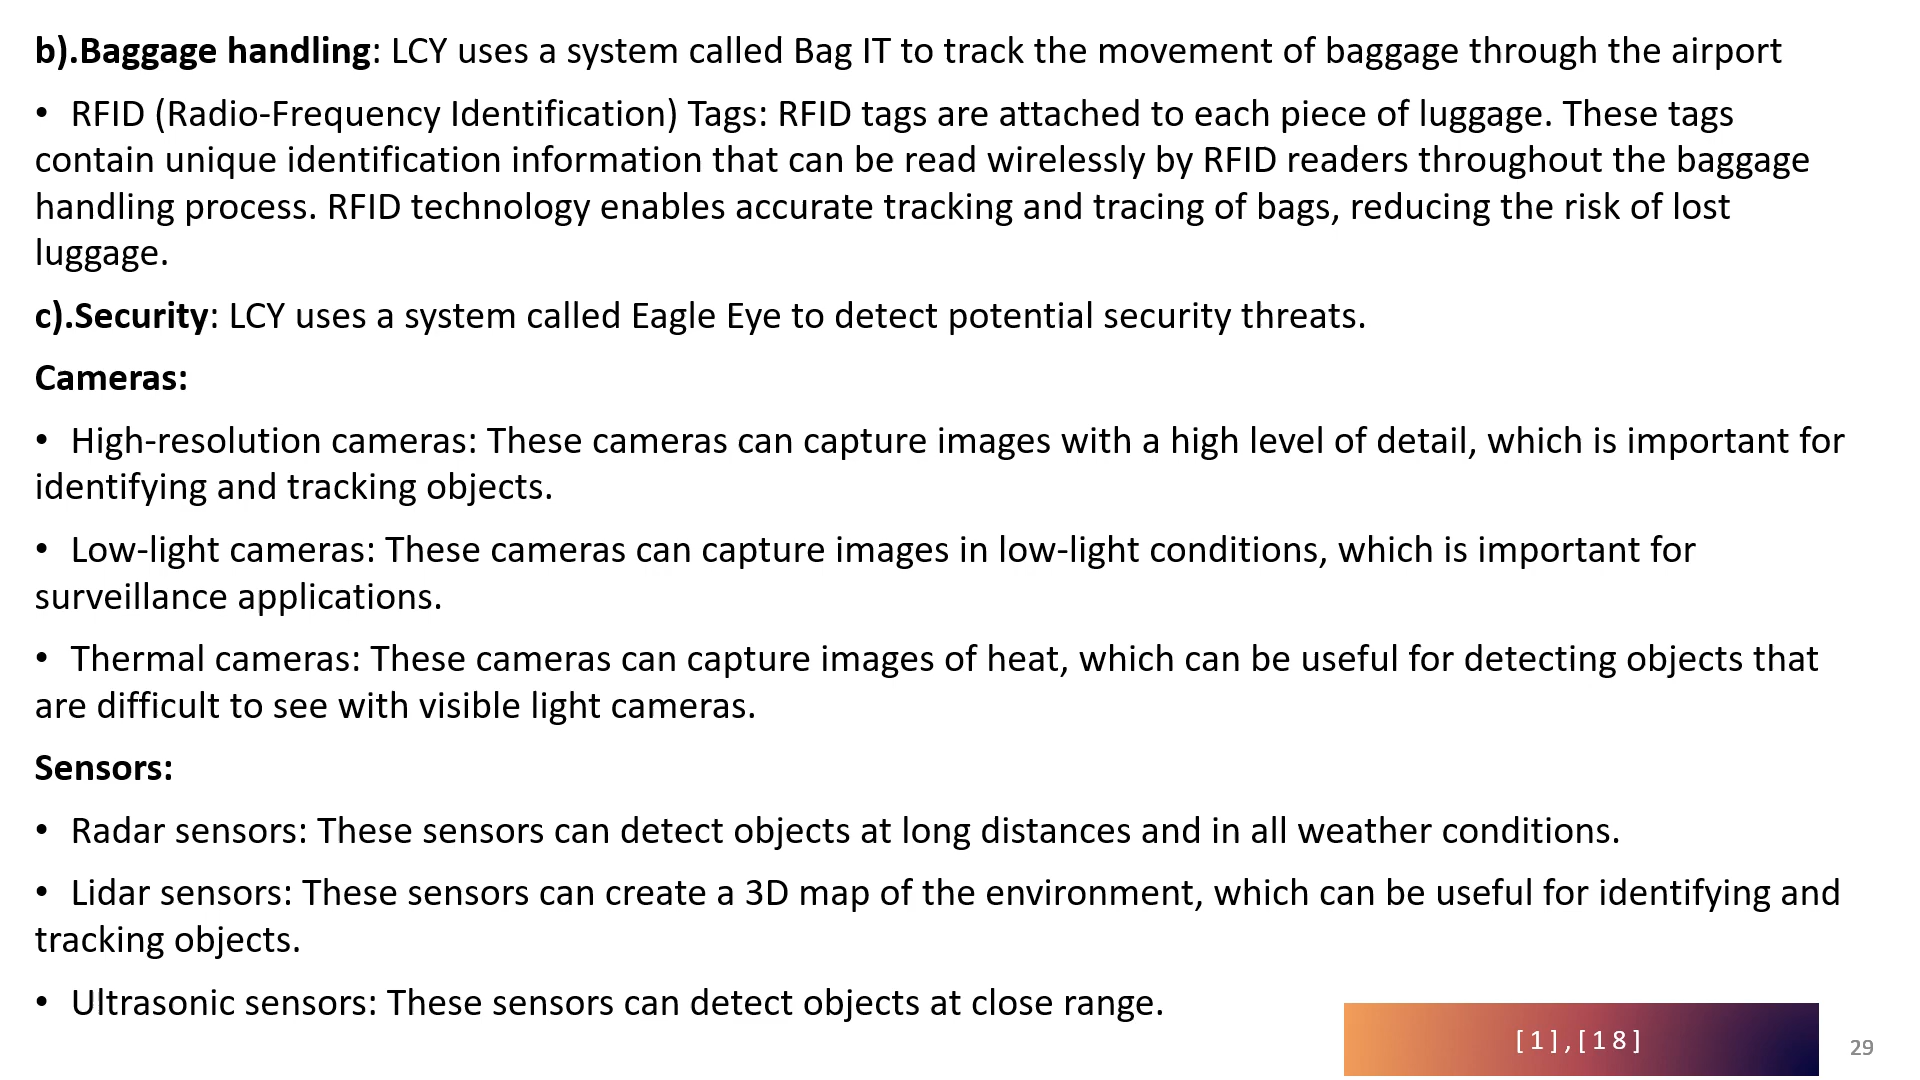 b).Baggage handling: LCY uses a system called Bag IT to track the movement of baggage through the airport
• RFID (Radio-Frequency Identification) Tags: RFID tags are attached to each piece of luggage. These tags
contain unique identification information that can be read wirelessly by RFID readers throughout the baggage
handling process. RFID technology enables accurate tracking and tracing of bags, reducing the risk of lost
luggage.
c).Security: LCY uses a system called Eagle Eye to detect potential security threats.
Cameras:
• High-resolution cameras: These cameras can capture images with a high level of detail, which is important for
identifying and tracking objects.
• Low-light cameras: These cameras can capture images in low-light conditions, which is important for
surveillance applications.
• Thermal cameras: These cameras can capture images of heat, which can be useful for detecting objects that
are difficult to see with visible light cameras.
Sensors:
• Radar sensors: These sensors can detect objects at long distances and in all weather conditions.
• Lidar sensors: These sensors can create a 3D map of the environment, which can be useful for identifying and
tracking objects.
• Ultrasonic sensors: These sensors can detect objects at close range.
[1],[18]
29